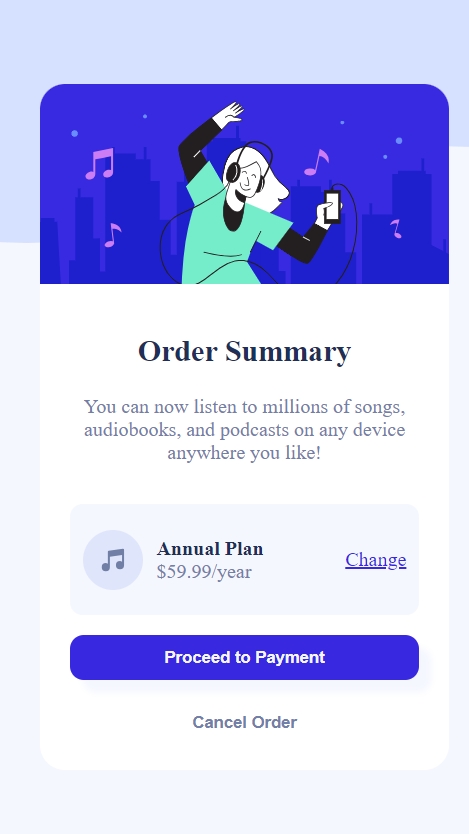 Order Summary
You can now listen to millions of songs,
audiobooks, and podcasts on any device
anywhere you like!
Annual Plan
$59.99/year
Change
Proceed to Payment
Cancel Order